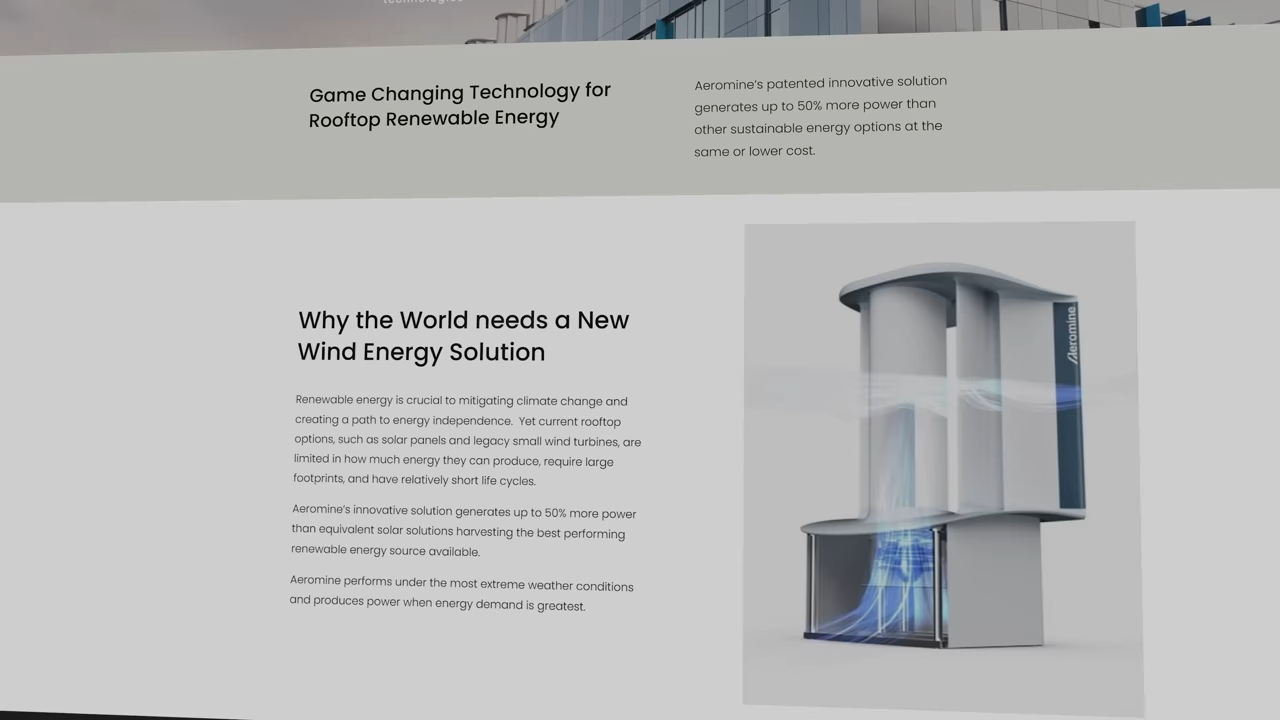 technologies
Game Changing Technology for
Rooftop Renewable Energy
Aeromine's patented innovative solution
generates up to 50% more power than
other sustainable energy options at the
same or lower cost.
Why the World needs a New
Wind Energy Solution
Renewable energy is crucial to mitigating climate change and
creating a path to energy independence. Yet current rooftop
options, such as solar panels and legacy small wind turbines, are
limited in how much energy they can produce, require large
footprints, and have relatively short life cycles.
Aeromine's innovative solution generates up to 50% more power
than equivalent solar solutions harvesting the best performing
renewable energy source available.
Aeromine performs under the most extreme weather conditions
and produces power when energy demand is greatest.
Aeromine